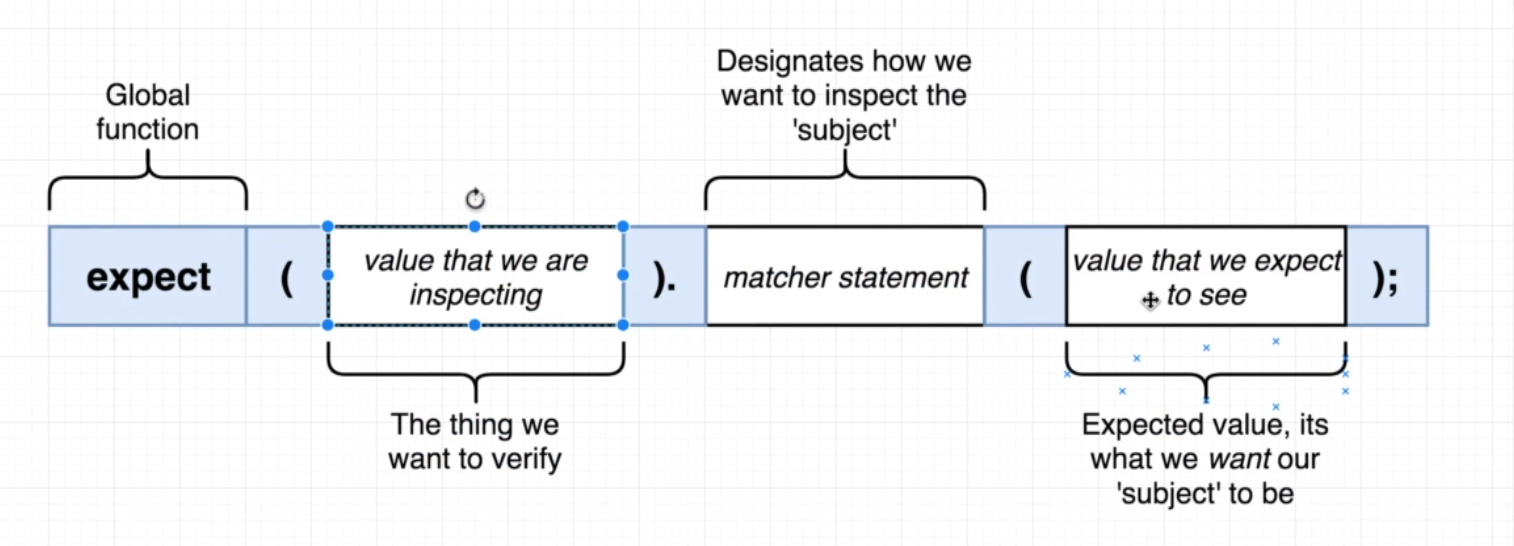 Designates how we
want to inspect the
'subject'
Global
function
expect ( value that we are inspecting ). matcher statement ( value that we expect to see );
The thing we
want to verify
Expected value, its
what we want our
'subject' to be